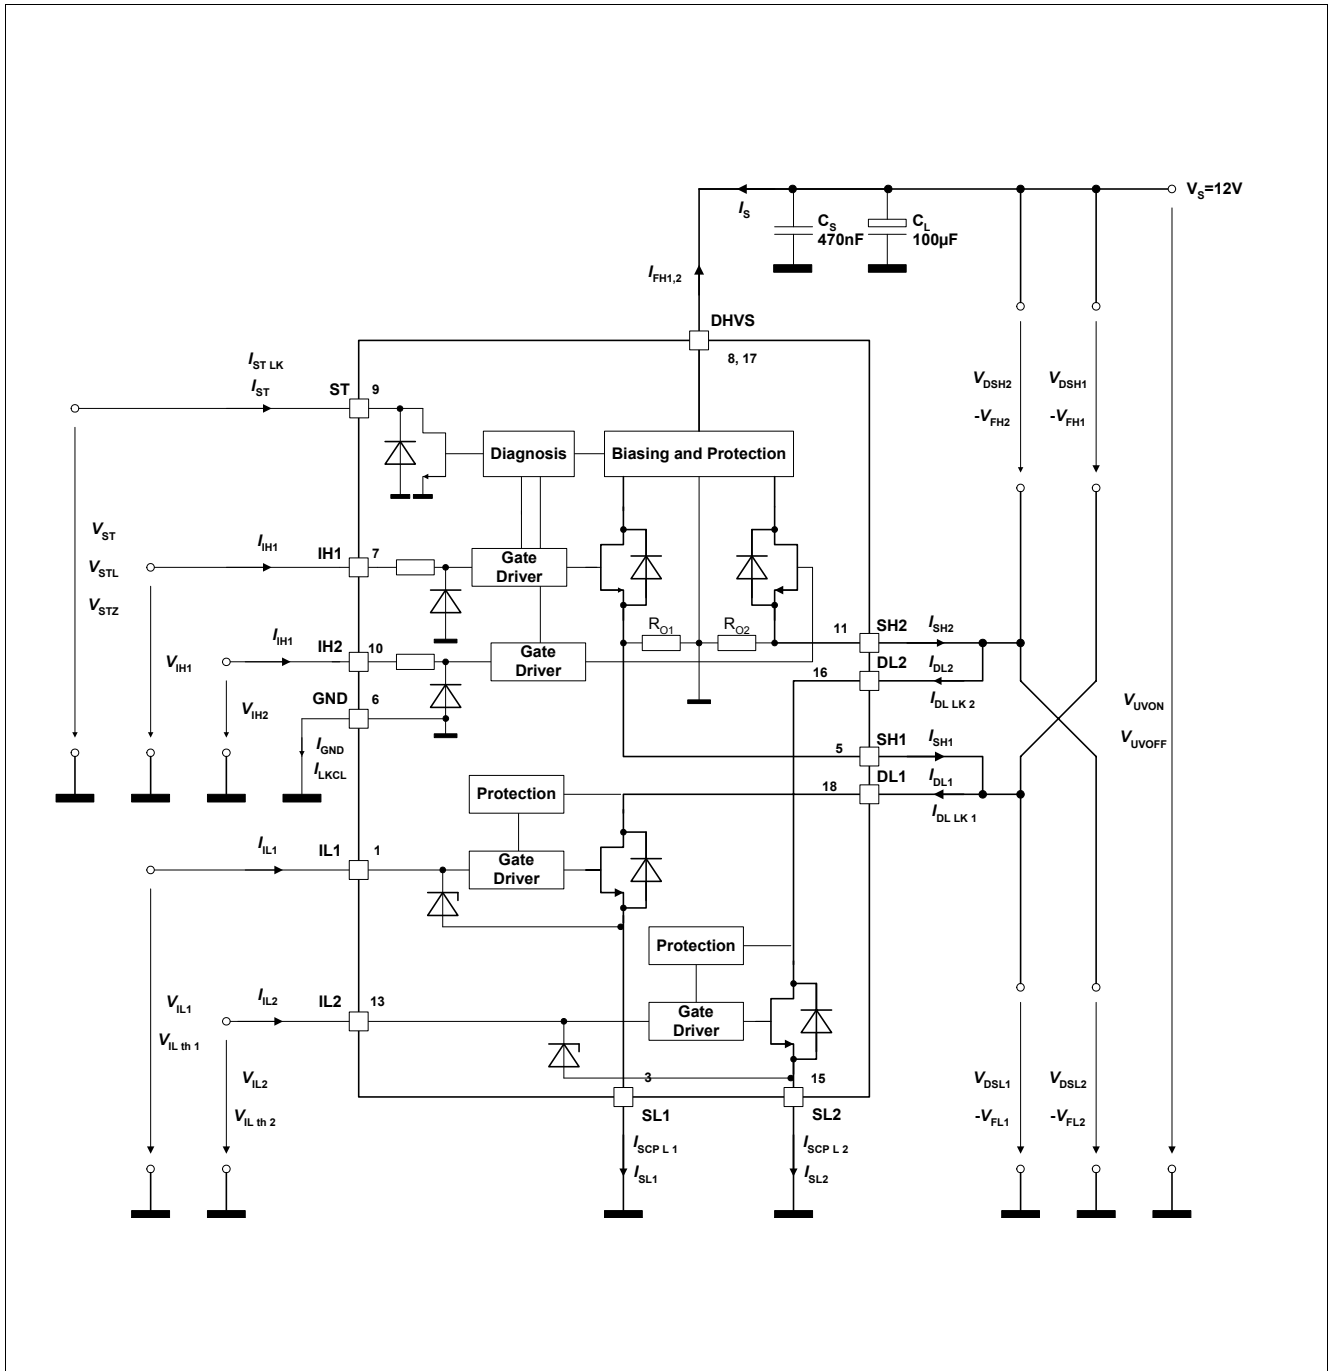 V_S=12V
I_S
C_S
470nF
C_L
100µF
I_FH1,2
DHVS
8, 17
I_ST LK
I_ST
ST
9
V_DSH2
V_DSH1
-V_FH2
-V_FH1
Diagnosis
Biasing and Protection
V_ST
V_STL
V_STZ
I_IH1
IH1
7
Gate
Driver
R_O1
R_O2
11
SH2
I_SH2
I_IH1
IH2
10
Gate
Driver
DL2
I_DL2
16
I_DL LK 2
V_IH1
V_IH2
GND
6
I_GND
I_LKCL
V_UVON
V_UVOFF
5
SH1
I_SH1
DL1
I_DL1
18
I_DL LK 1
Protection
I_IL1
IL1
1
Gate
Driver
Protection
V_IL1
V_IL th 1
I_IL2
IL2
13
Gate
Driver
V_IL2
V_IL th 2
3
15
SL1
SL2
V_DSL1
V_DSL2
-V_FL1
-V_FL2
I_SCP L 1
I_SL1
I_SCP L 2
I_SL2